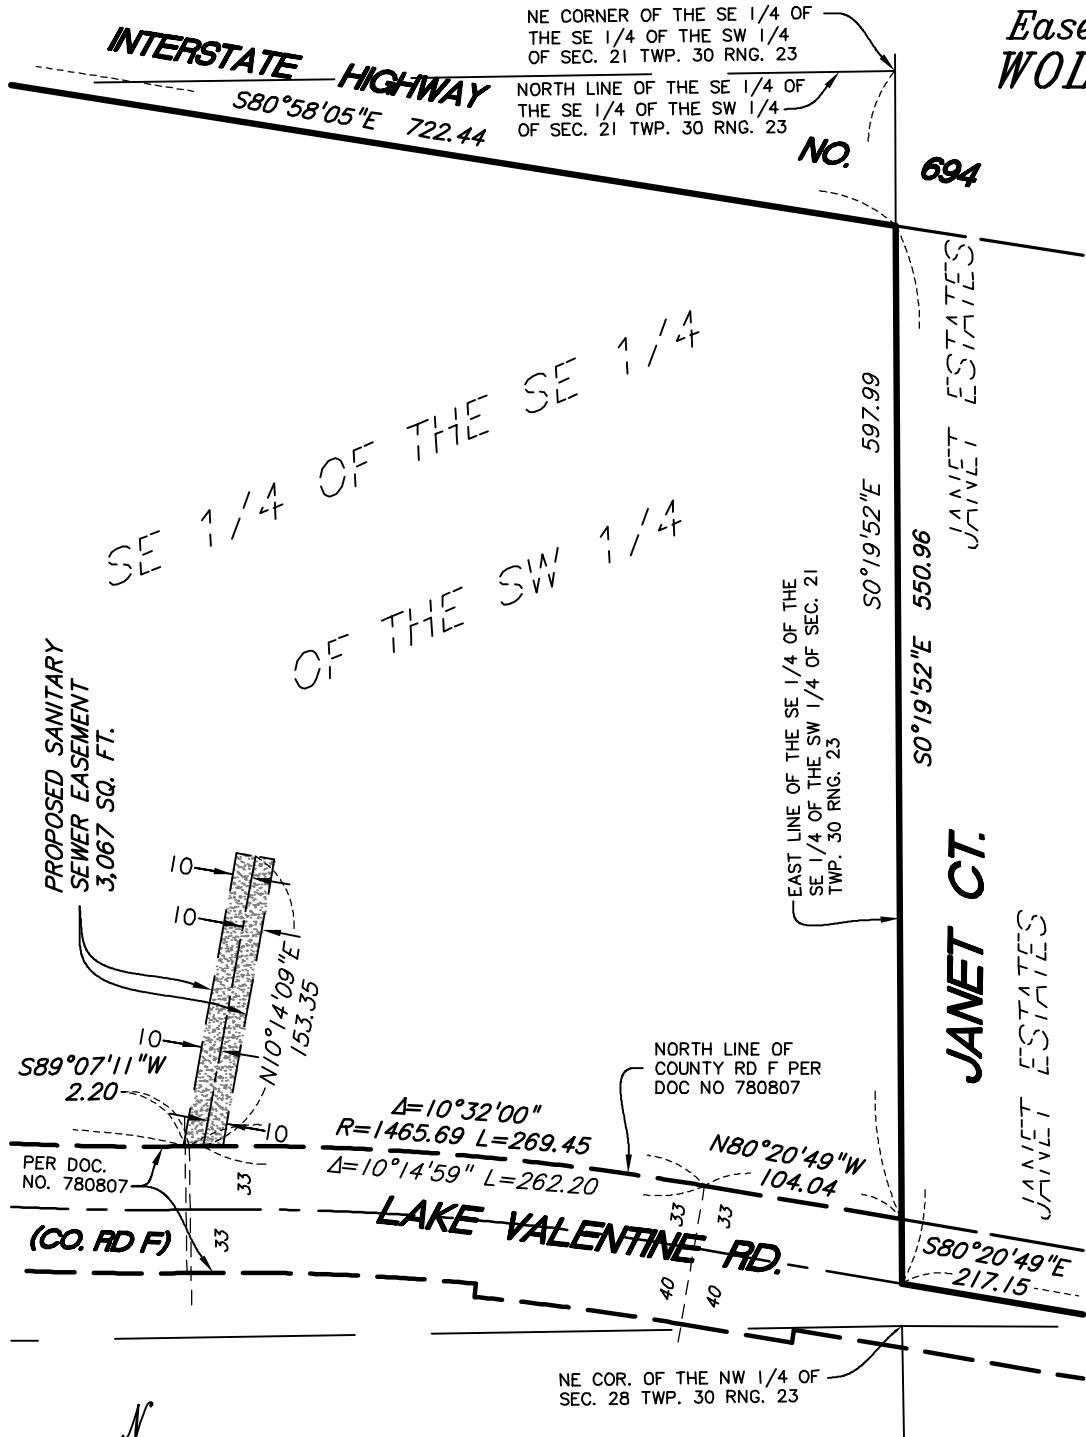 NE CORNER OF THE SE 1/4 OF
THE SE 1/4 OF THE SW 1/4
OF SEC. 21 TWP. 30 RNG. 23
Ease
WOL
INTERSTATE HIGHWAY NO. 694
NORTH LINE OF THE SE 1/4 OF
THE SE 1/4 OF THE SW 1/4
OF SEC. 21 TWP. 30 RNG. 23
S80°58'05"E 722.44
JANET ESTATES
SE 1/4 OF THE SE 1/4
OF THE SW 1/4
S0°19'52"E 597.99
S0°19'52"E 550.96
EAST LINE OF THE SE 1/4 OF THE
SE 1/4 OF THE SW 1/4 OF SEC. 21
TWP. 30 RNG. 23
PROPOSED SANITARY
SEWER EASEMENT
3,067 SQ. FT.
10
10
10
10
N10°14'09"E
153.35
S89°07'11"W
2.20
JANET CT.
JANET ESTATES
NORTH LINE OF
COUNTY RD F PER
DOC NO 780807
Δ=10°32'00"
R=1465.69 L=269.45
Δ=10°14'59" L=262.20
N80°20'49"W
104.04
PER DOC.
NO. 780807
33
33
33
33
40
40
(CO. RD F)
LAKE VALENTINE RD.
S80°20'49"E
217.15
NE COR. OF THE NW 1/4 OF
SEC. 28 TWP. 30 RNG. 23
N